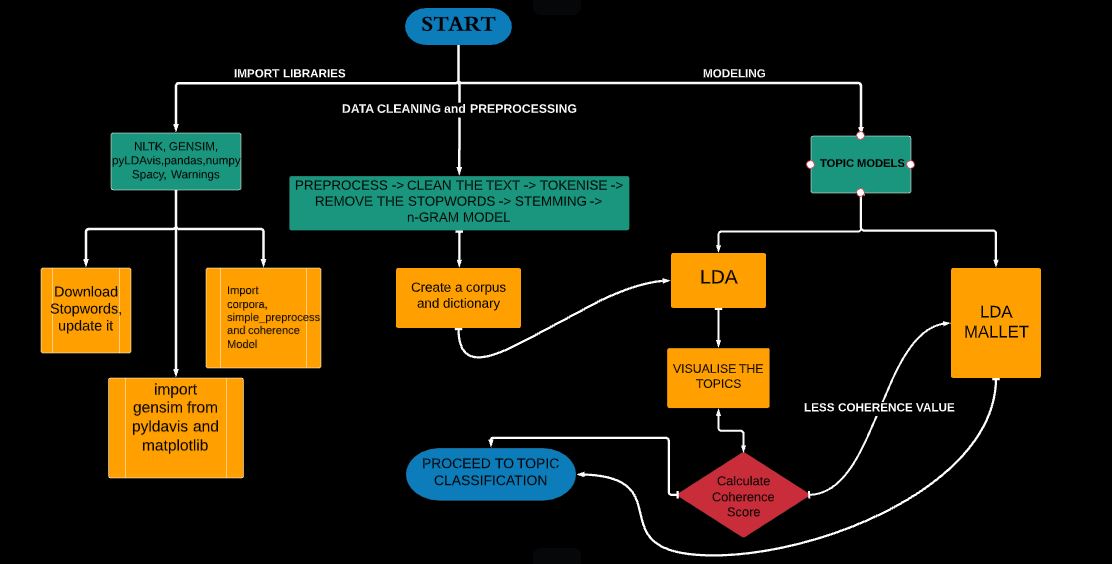 START
IMPORT LIBRARIES
MODELING
DATA CLEANING and PREPROCESSING
NLTK, GENSIM,
pyLDAvis,pandas,numpy
Spacy, Warnings
TOPIC MODELS
PREPROCESS -> CLEAN THE TEXT -> TOKENISE ->
REMOVE THE STOPWORDS -> STEMMING ->
n-GRAM MODEL
Download
Stopwords,
update it
Import
corpora,
simple_preprocess
and coherence
Model
import
gensim from
pyldavis and
matplotlib
Create a corpus
and dictionary
LDA
LDA
MALLET
VISUALISE THE
TOPICS
LESS COHERENCE VALUE
Calculate
Coherence
Score
PROCEED TO TOPIC
CLASSIFICATION